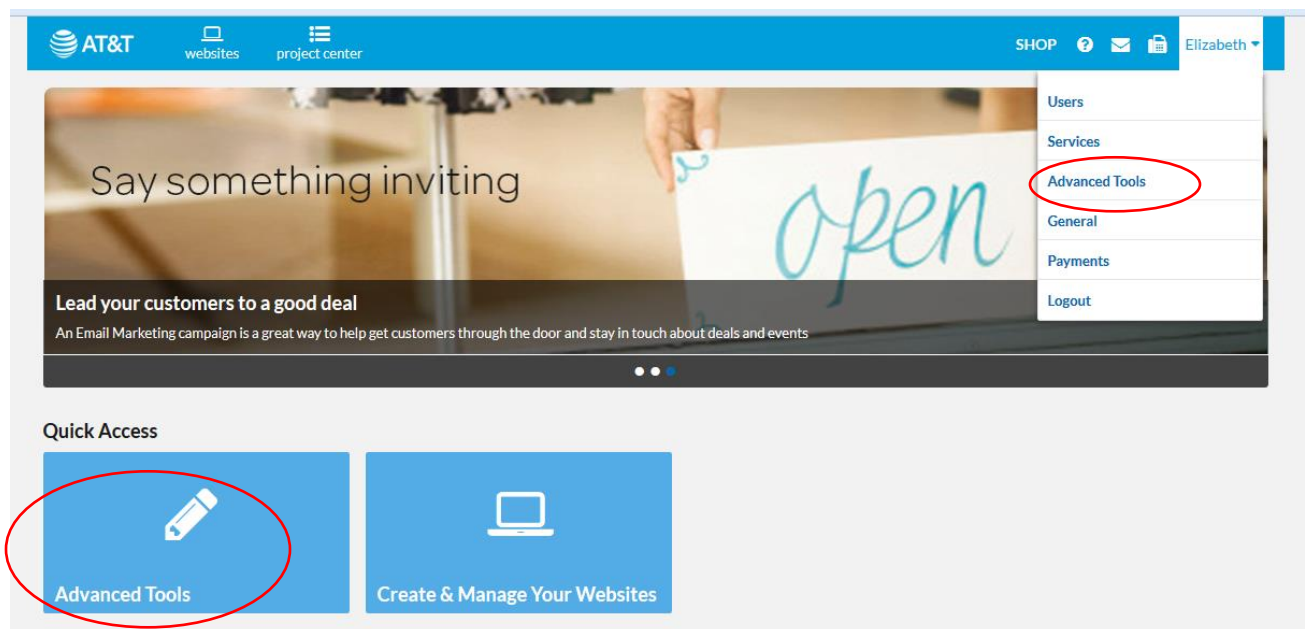 AT&T
websites
project center
SHOP
Elizabeth
Users
Services
Advanced Tools
General
Payments
Logout
Say something inviting
open
Lead your customers to a good deal
An Email Marketing campaign is a great way to help get customers through the door and stay in touch about deals and events
Quick Access
Advanced Tools
Create & Manage Your Websites